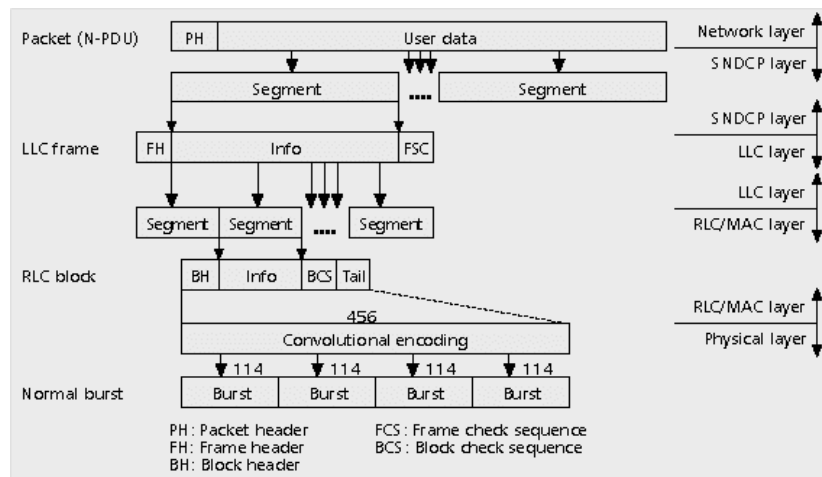 Packet (N-PDU) PH User data Network layer
SNDCP layer
Segment .... Segment
SNDCP layer
LLC frame FH Info FSC LLC layer
LLC layer
Segment Segment .... Segment RLC/MAC layer
RLC block BH Info BCS Tail
RLC/MAC layer
456
Convolutional encoding Physical layer
114 114 114 114
Normal burst Burst Burst Burst Burst
PH : Packet header FCS : Frame check sequence
FH : Frame header BCS : Block check sequence
BH : Block header